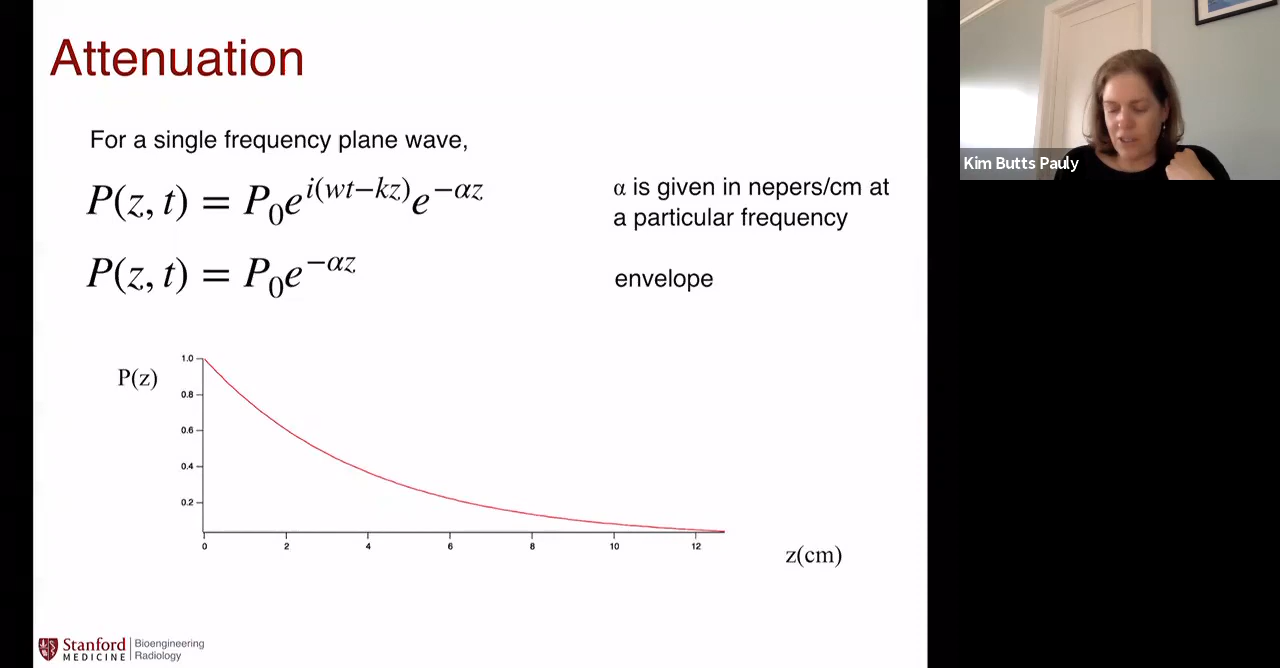 Attenuation
For a single frequency plane wave,
P(z, t) = P₀e^{i(wt−kz)}e^{−αz}
α is given in nepers/cm at
a particular frequency
P(z, t) = P₀e^{−αz}
envelope
P(z)
1.0
0.8
0.6
0.4
0.2
0 2 4 6 8 10 12
z(cm)
Stanford
MEDICINE
Bioengineering
Radiology
Kim Butts Pauly